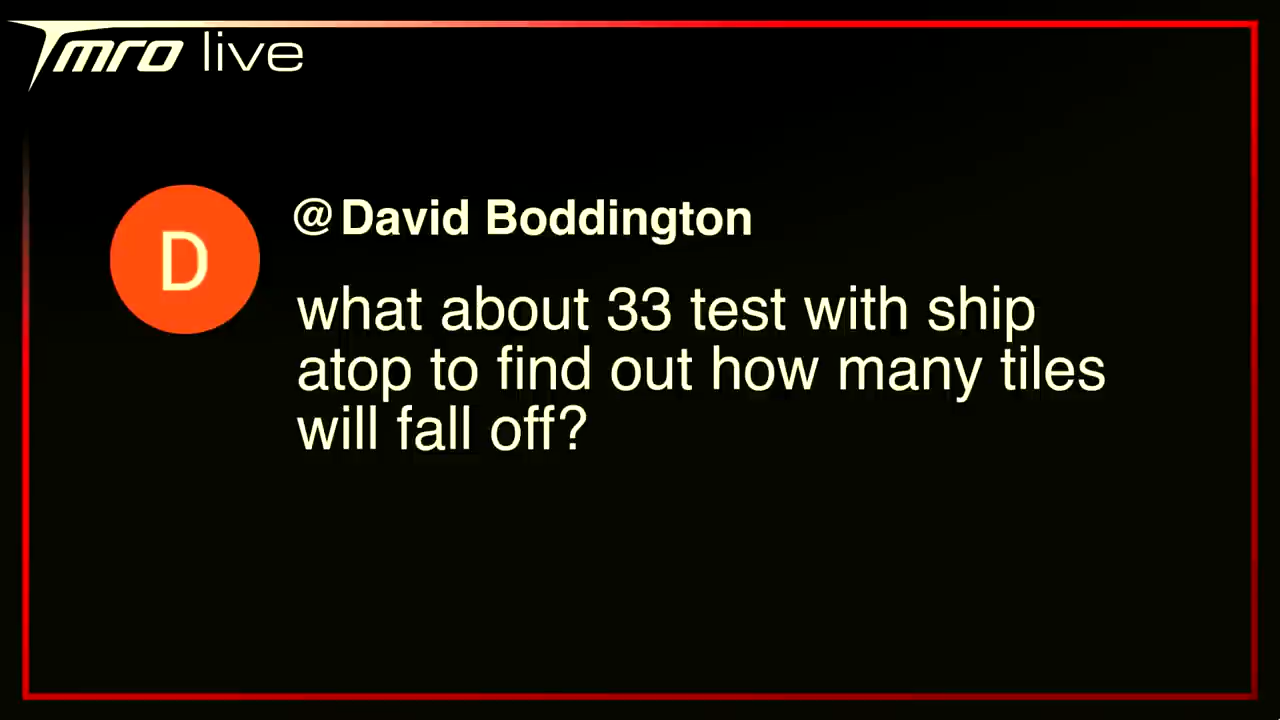 Tmro live
D
@David Boddington
what about 33 test with ship
atop to find out how many tiles
will fall off?